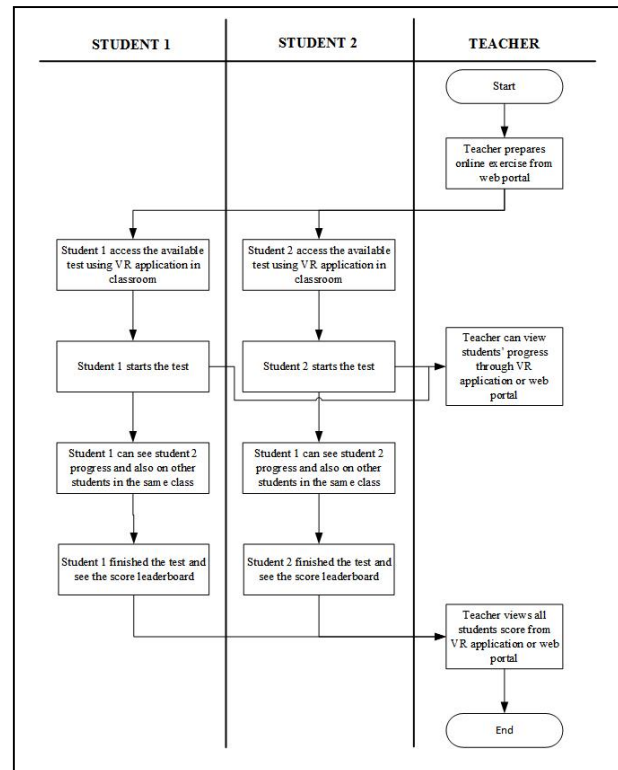 STUDENT 1
STUDENT 2
TEACHER
Start
Teacher prepares
online exercise from
web portal
Student 1 access the available
test using VR application in
classroom
Student 2 access the available
test using VR application in
classroom
Student 1 starts the test
Student 2 starts the test
Teacher can view
students' progress
through VR
application or web
portal
Student 1 can see student 2
progress and also on other
students in the same class
Student 1 can see student 2
progress and also on other
students in the same class
Student 1 finished the test and
see the score leaderboard
Student 2 finished the test and
see the score leaderboard
Teacher views all
students score from
VR application or web
portal
End